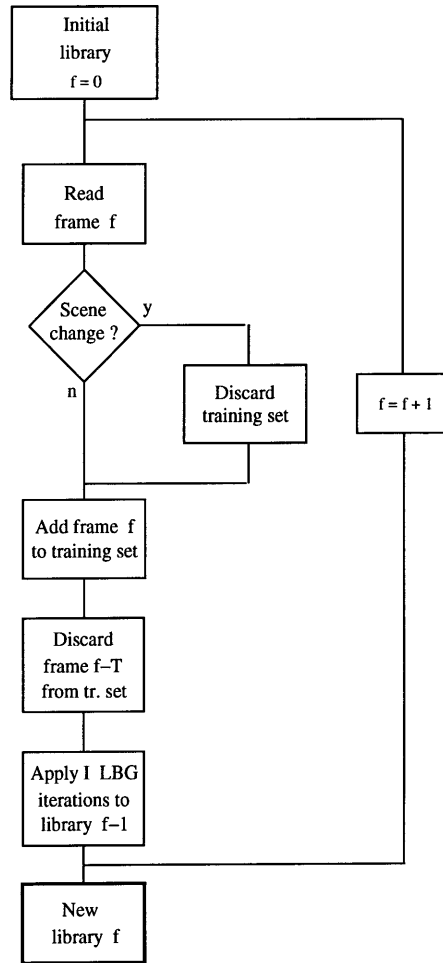 Initial
library
f = 0
Read
frame f
Scene
change ?
y
n
Discard
training set
f = f + 1
Add frame f
to training set
Discard
frame f–T
from tr. set
Apply I LBG
iterations to
library f–1
New
library f